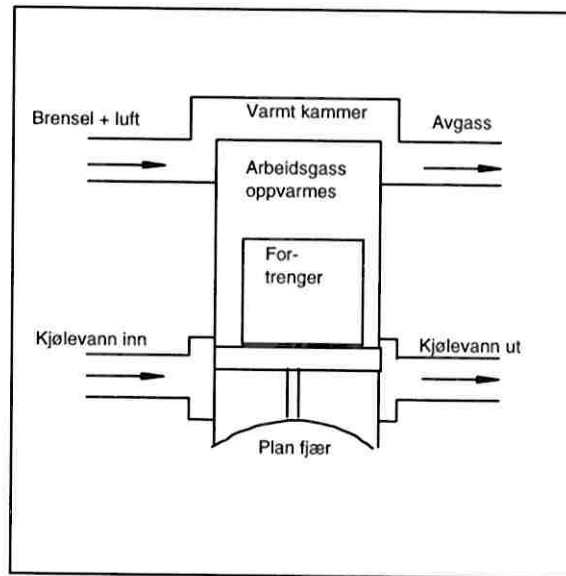 Varmt kammer
Brensel + luft
Avgass
Arbeidsgass
oppvarmes
For-
trenger
Kjølevann inn
Kjølevann ut
Plan fjær